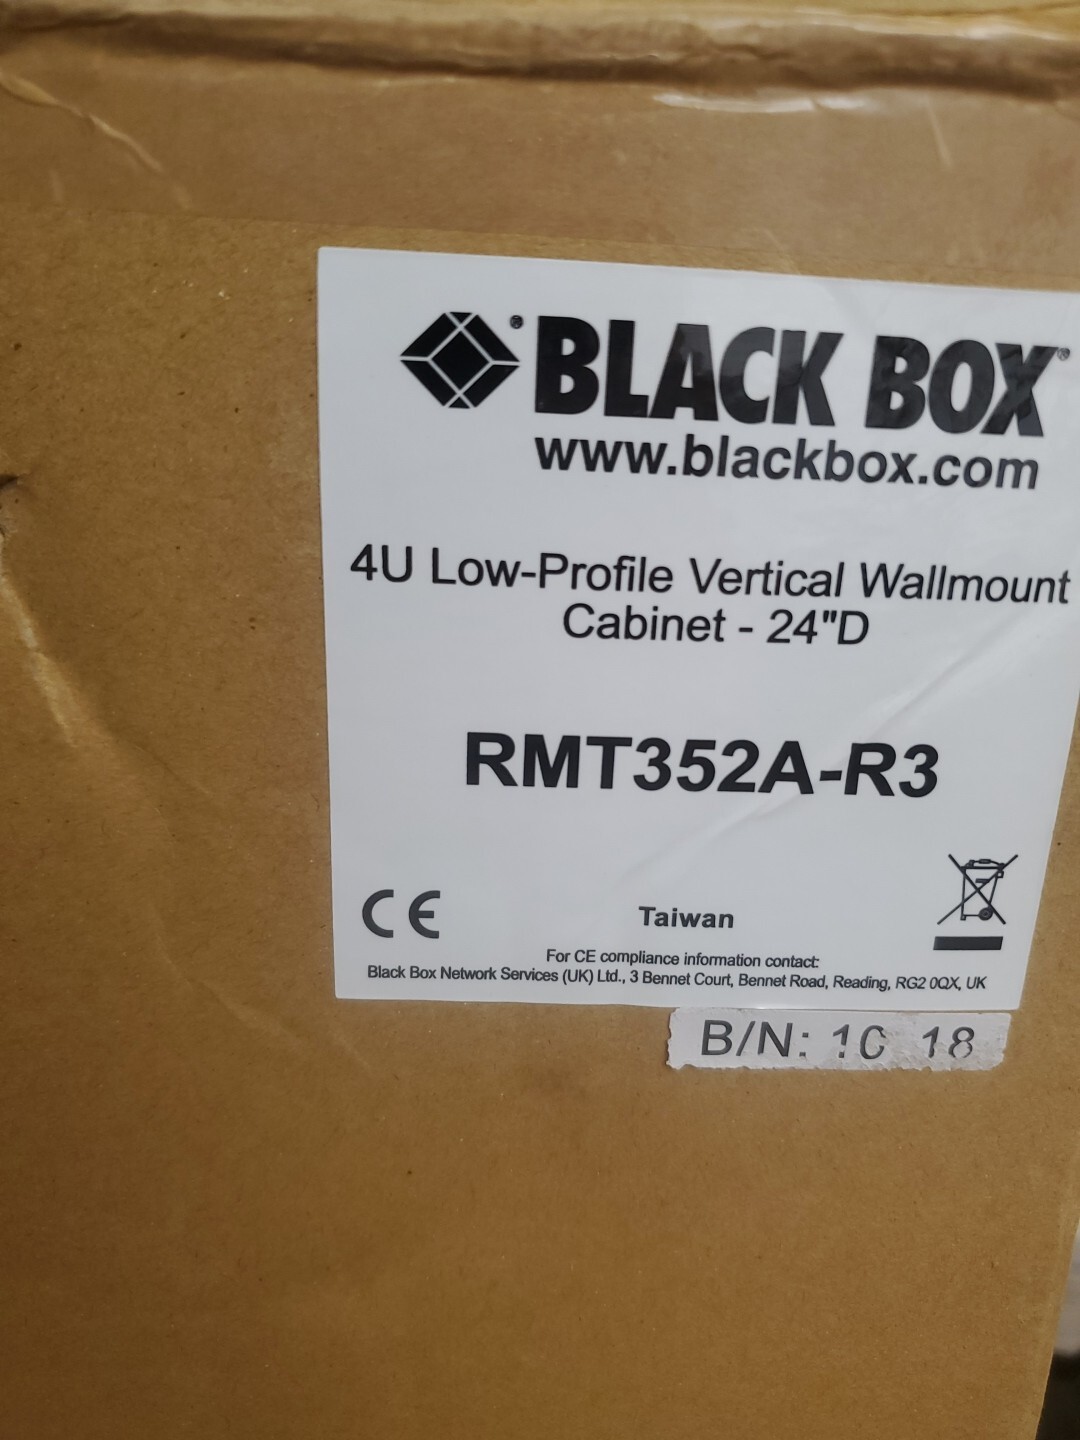 BLACK BOX®
www.blackbox.com
4U Low-Profile Vertical Wallmount
Cabinet - 24"D
RMT352A-R3
CE
Taiwan
For CE compliance information contact:
Black Box Network Services (UK) Ltd., 3 Bennet Court, Bennet Road, Reading, RG2 0QX, UK
B/N: 18